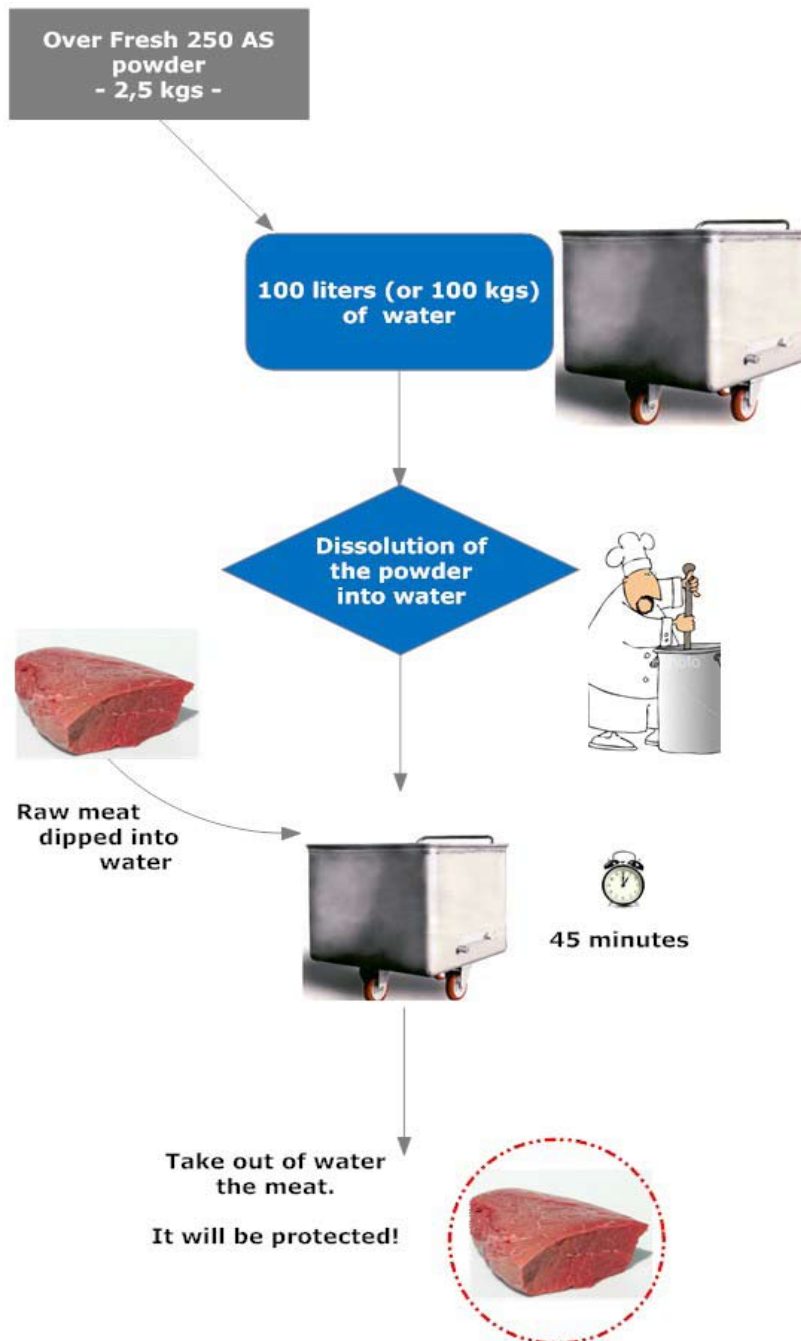 Over Fresh 250 AS
powder
- 2,5 kgs -
100 liters (or 100 kgs)
of water
Dissolution of
the powder
into water
Raw meat
dipped into
water
45 minutes
Take out of water
the meat.
It will be protected!